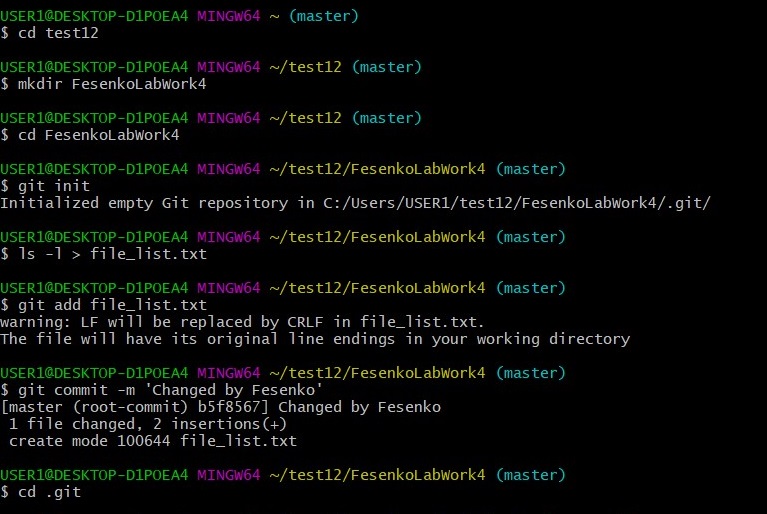 USER1@DESKTOP-D1POEA4 MINGW64 ~ (master)
$ cd test12
USER1@DESKTOP-D1POEA4 MINGW64 ~/test12 (master)
$ mkdir FesenkoLabWork4
USER1@DESKTOP-D1POEA4 MINGW64 ~/test12 (master)
$ cd FesenkoLabWork4
USER1@DESKTOP-D1POEA4 MINGW64 ~/test12/FesenkoLabWork4 (master)
$ git init
Initialized empty Git repository in C:/Users/USER1/test12/FesenkoLabWork4/.git/
USER1@DESKTOP-D1POEA4 MINGW64 ~/test12/FesenkoLabWork4 (master)
$ ls -l > file_list.txt
USER1@DESKTOP-D1POEA4 MINGW64 ~/test12/FesenkoLabWork4 (master)
$ git add file_list.txt
warning: LF will be replaced by CRLF in file_list.txt.
The file will have its original line endings in your working directory
USER1@DESKTOP-D1POEA4 MINGW64 ~/test12/FesenkoLabWork4 (master)
$ git commit -m 'Changed by Fesenko'
[master (root-commit) b5f8567] Changed by Fesenko
1 file changed, 2 insertions(+)
create mode 100644 file_list.txt
USER1@DESKTOP-D1POEA4 MINGW64 ~/test12/FesenkoLabWork4 (master)
$ cd .git